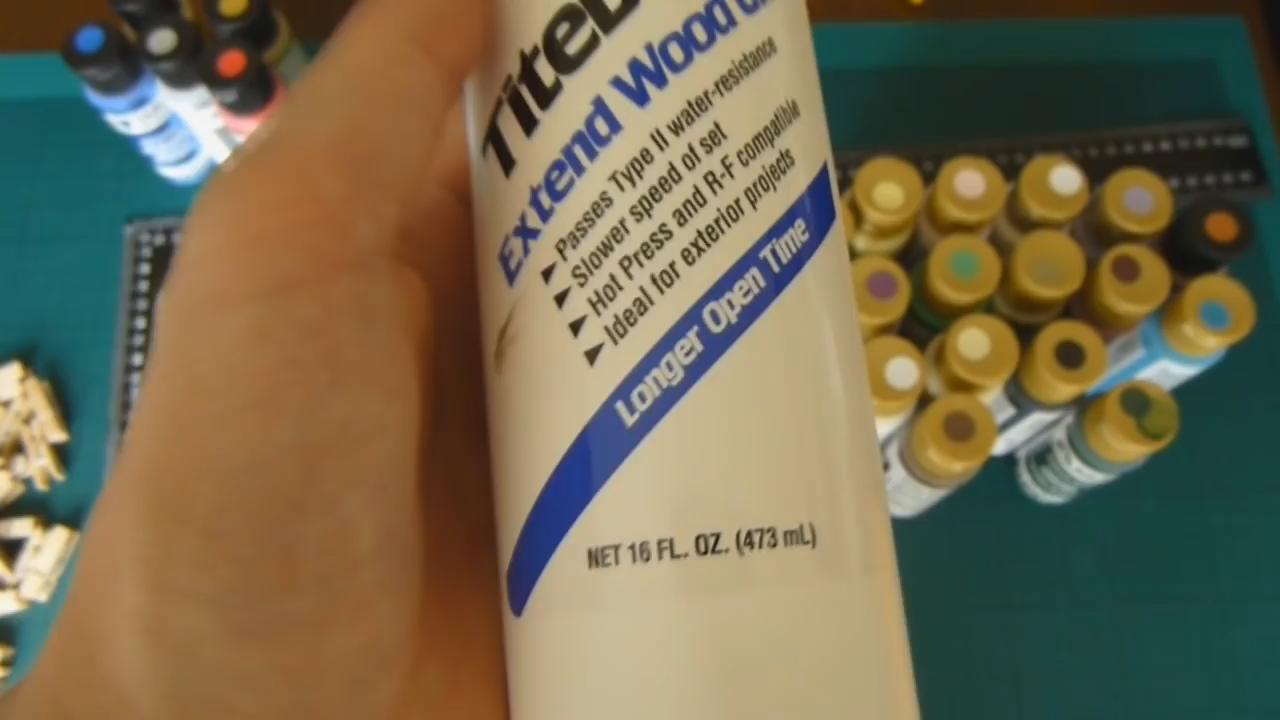 Extend Wood
▶ Passes Type II water-resistance
▶ Slower speed of set
▶ Hot Press and R-F compatible
▶ Ideal for exterior projects
Longer Open Time
NET 16 FL. OZ. (473 mL)